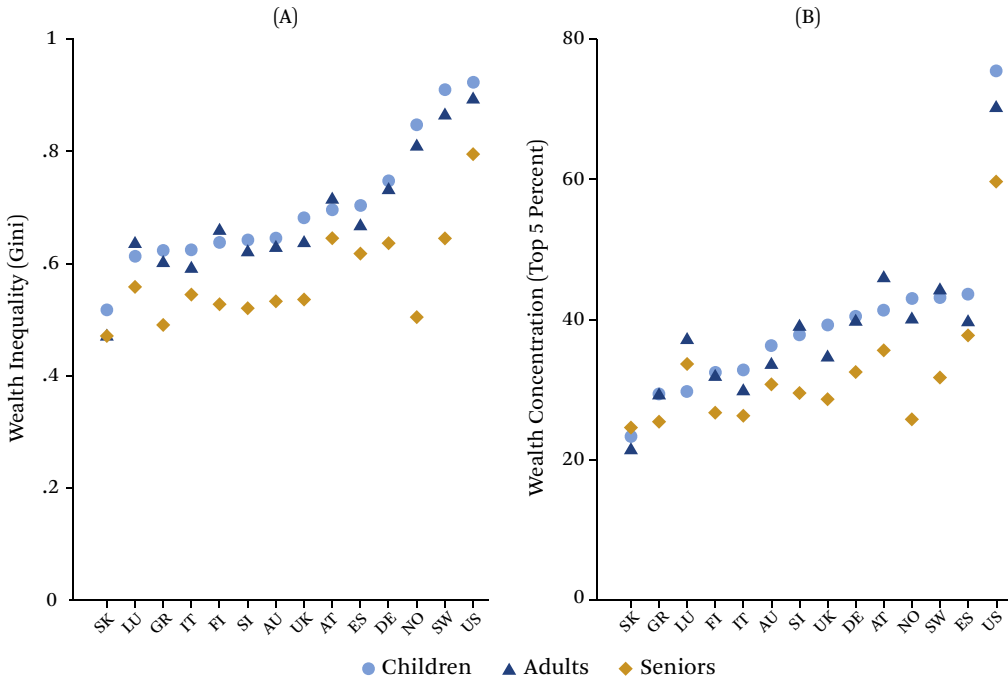 (A)
Wealth Inequality (Gini)
1
.8
.6
.4
.2
0
SK LU GR IT FI SI AU UK AT ES DE NO SW US
(B)
Wealth Concentration (Top 5 Percent)
80
60
40
20
0
SK GR LU FI IT AU SI UK DE AT NO SW ES US
Children Adults Seniors